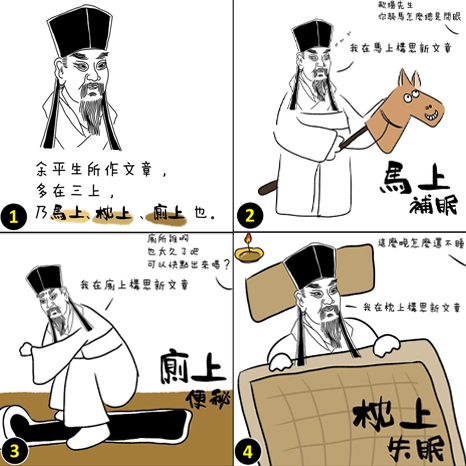 余平生所作文章，
多在三上，
乃馬上、枕上、廁上也。
1
歐陽先生
你騎馬怎麼總是閉眼
我在馬上構思新文章
馬上
補眠
2
廁所誰啊
也太久了吧
可以快點出來嗎？
我在廁上構思新文章
廁上
便秘
3
這麼晚怎麼還不睡
我在枕上構思新文章
枕上
失眠
4